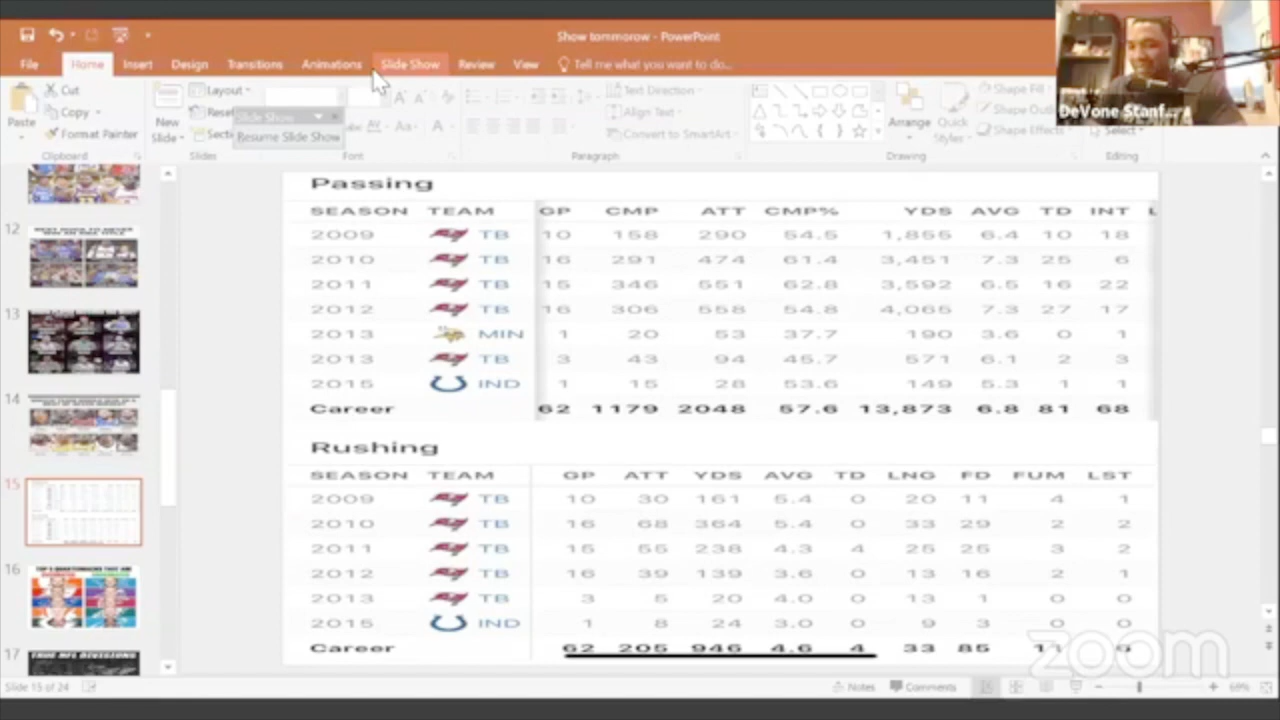 Show tommorow - PowerPoint
File Home Insert Design Transitions Animations Slide Show Review View Tell me what you want to do...
DeVone Stanf...
Paste
Cut
Copy
Format Painter
Clipboard
New Slide
Layout
Reset
Slides
Slide Show
Resume Slide Show
Font
Text Direction
Align Text
Convert to SmartArt
Paragraph
Arrange
Quick Styles
Shape Fill
Shape Effects
Drawing
Select
Editing
12
13
14
15
16
17
Passing
SEASON TEAM GP CMP ATT CMP% YDS AVG TD INT L
2009 TB 10 158 290 54.5 1,855 6.4 10 18
2010 TB 16 291 474 61.4 3,451 7.3 25 6
2011 TB 15 346 551 62.8 3,592 6.5 16 22
2012 TB 16 306 558 54.8 4,065 7.3 27 17
2013 MIN 1 20 53 37.7 190 3.6 0 1
2013 TB 3 43 94 45.7 571 6.1 2 3
2015 IND 1 15 28 53.6 149 5.3 1 1
Career 62 1179 2048 57.6 13,873 6.8 81 68
Rushing
SEASON TEAM GP ATT YDS AVG TD LNG FD FUM LST
2009 TB 10 30 161 5.4 0 20 11 4 1
2010 TB 16 68 364 5.4 0 33 29 2 2
2011 TB 15 55 238 4.3 4 25 25 3 2
2012 TB 16 39 139 3.6 0 13 16 2 1
2013 TB 3 5 20 4.0 0 13 1 0 0
2015 IND 1 8 24 3.0 0 9 3 0 0
Career 62 205 946 4.6 4 33 85
zoom
Slide 15 of 24
Notes Comments 69%